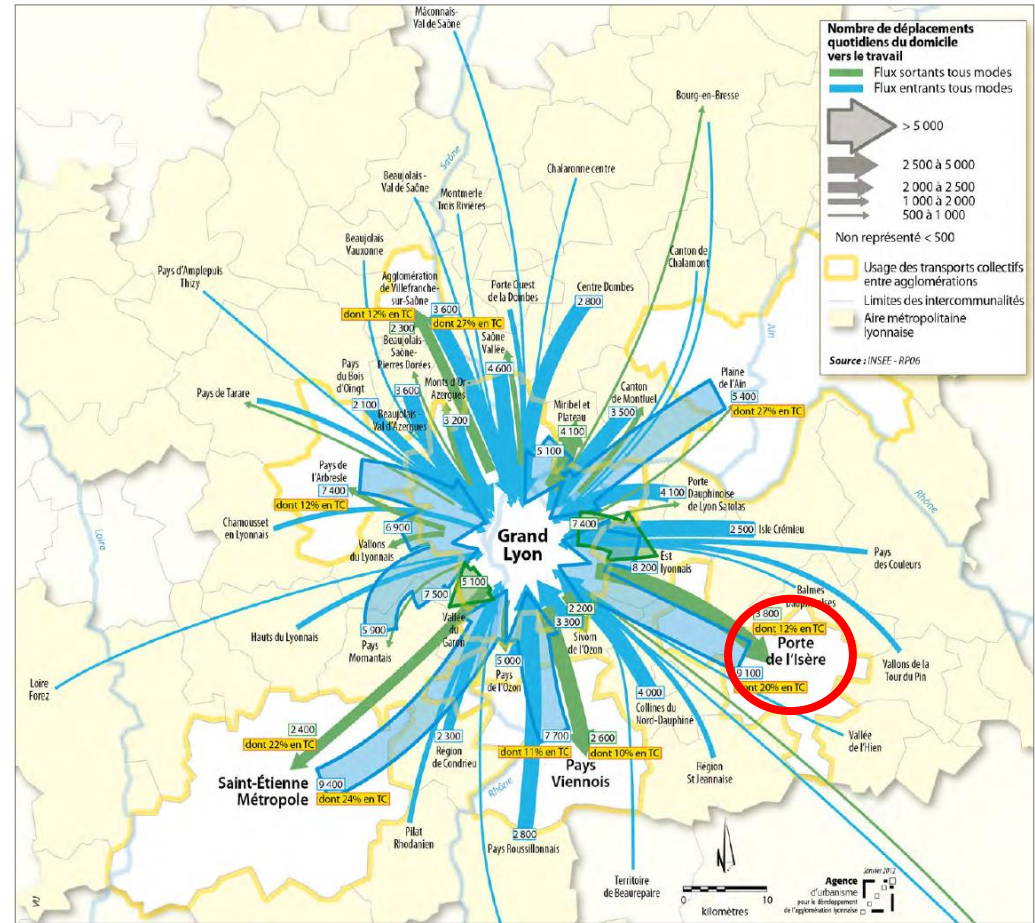 Mâconnais-
Val de Saône
Nombre de déplacements
quotidiens du domicile
vers le travail
Flux sortants tous modes
Flux entrants tous modes
> 5 000
2 500 à 5 000
2 000 à 2 500
1 000 à 2 000
500 à 1 000
Non représenté < 500
Usage des transports collectifs
entre agglomérations
Limites des intercommunalités
Aire métropolitaine
lyonnaise
Source : INSEE - RP06
Bourg-en-Bresse
Saône
Beaujolais -
Val de Saône
Montmerle
Trois Rivières
Chalaronne centre
Beaujolais
Vauxonne
Canton de
Chalamont
Pays d'Amplepuis
Thizy
Agglomération
de Villefranche-
sur-Saône
Porte Ouest
de la Dombes
Centre Dombes
2 800
3 600
dont 12% en TC
dont 27% en TC
2 300
Ain
Beaujolais-
Saône-
Pierres Dorées
Saône
Vallée
4 600
Pays
du Bois
d'Oingt
2 100
3 600
Monts d'Or-
Azergues
3 200
Beaujolais -
Val d'Azergues
Pays de Tarare
Canton
de Montluel
3 500
Plaine
de l'Ain
5 400
dont 27% en TC
Miribel et
Plateau
4 100
5 100
Pays de
l'Arbresle
7 400
dont 12% en TC
Porte
Dauphinoise
de Lyon Satolas
4 100
Rhône
Loire
Chamousset
en Lyonnais
6 900
Vallons
du Lyonnais
Grand
Lyon
7 400
2 500
Isle Crémieu
Est
lyonnais
8 200
Pays
des Couleurs
5 100
7 500
2 200
3 300
Balmes
Dauphinoises
Hauts du Lyonnais
5 900
Pays
Mornantais
Vallée
du
Garon
Sivom
de l'Ozon
3 800
dont 12% en TC
Porte
de l'Isère
9 100
dont 20% en TC
Vallons de la
Tour du Pin
5 000
Pays
de l'Ozon
Loire
Forez
4 000
Collines du
Nord-Dauphiné
Vallée
de l'Hien
2 400
dont 22% en TC
2 300
Région
de Condrieu
7 700
dont 11% en TC
2 600
dont 10% en TC
Pays
Viennois
Région
St Jeannaise
Saint-Étienne
Métropole
9 400
dont 24% en TC
Rhône
Pilat
Rhodanien
2 800
Pays Roussillonnais
Territoire
de Beaurepaire
0
10
kilomètres
Janvier 2012
Agence
d'urbanisme
pour le développement
de l'agglomération lyonnaise